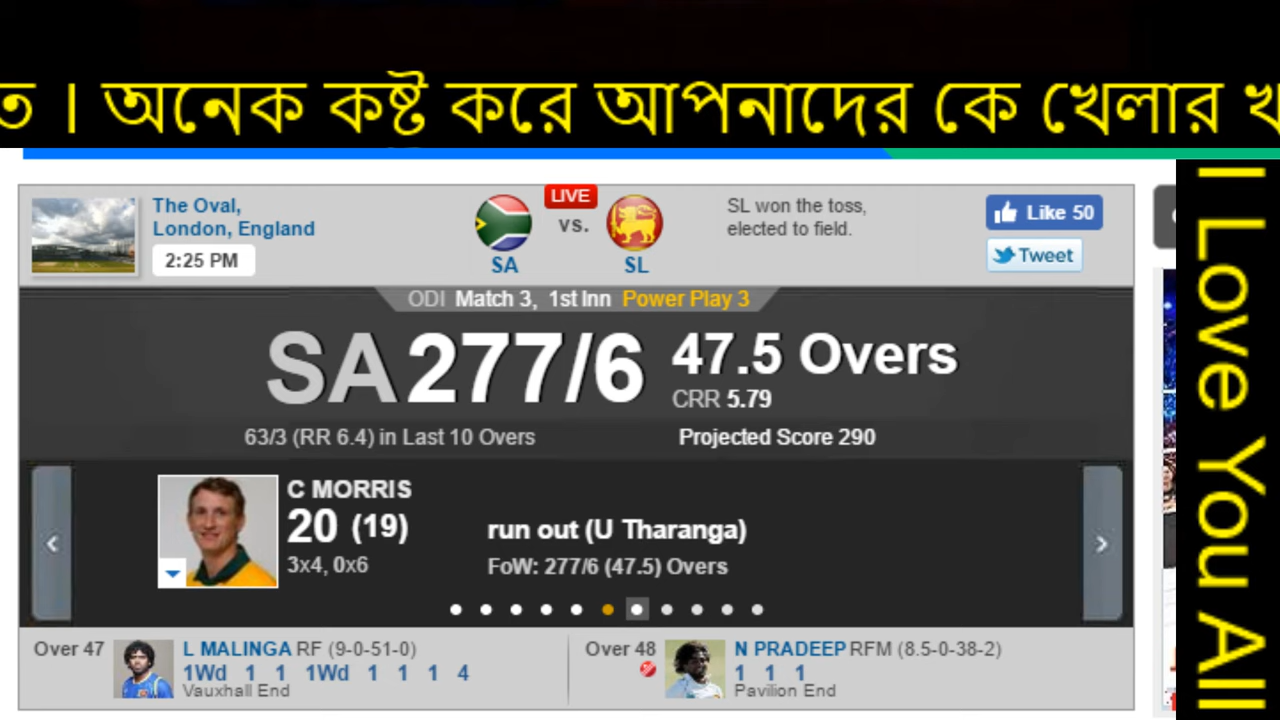 ত । অনেক কষ্ট করে আপনাদের কে খেলার খ
The Oval,
London, England
2:25 PM
LIVE
vs.
SA
SL
SL won the toss,
elected to field.
Like 50
Tweet
ODI Match 3, 1st Inn Power Play 3
SA 277/6
47.5 Overs
CRR 5.79
63/3 (RR 6.4) in Last 10 Overs
Projected Score 290
C MORRIS
20 (19)
3x4, 0x6
run out (U Tharanga)
FoW: 277/6 (47.5) Overs
Over 47
L MALINGA RF (9-0-51-0)
1Wd 1 1 1Wd 1 1 1 4
Vauxhall End
Over 48
N PRADEEP RFM (8.5-0-38-2)
1 1 1
Pavilion End
I Love You All